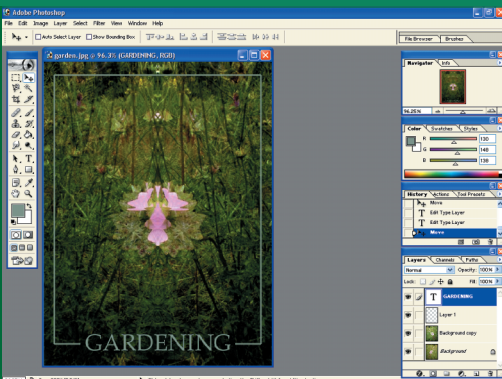 Adobe Photoshop
File Edit Image Layer Select Filter View Window Help
Auto Select Layer Show Bounding Box
File Browser Brushes
garden.jpg @ 96.3% (GARDENING, RGB)
Navigator Info
96.25%
Color Swatches Styles
R 130
G 148
B 138
History Actions Tool Presets
Move
Edit Type Layer
Edit Type Layer
Move
Layers Channels Paths
Normal Opacity: 100%
Lock: Fill: 100%
GARDENING
Layer 1
Background copy
Background
GARDENING